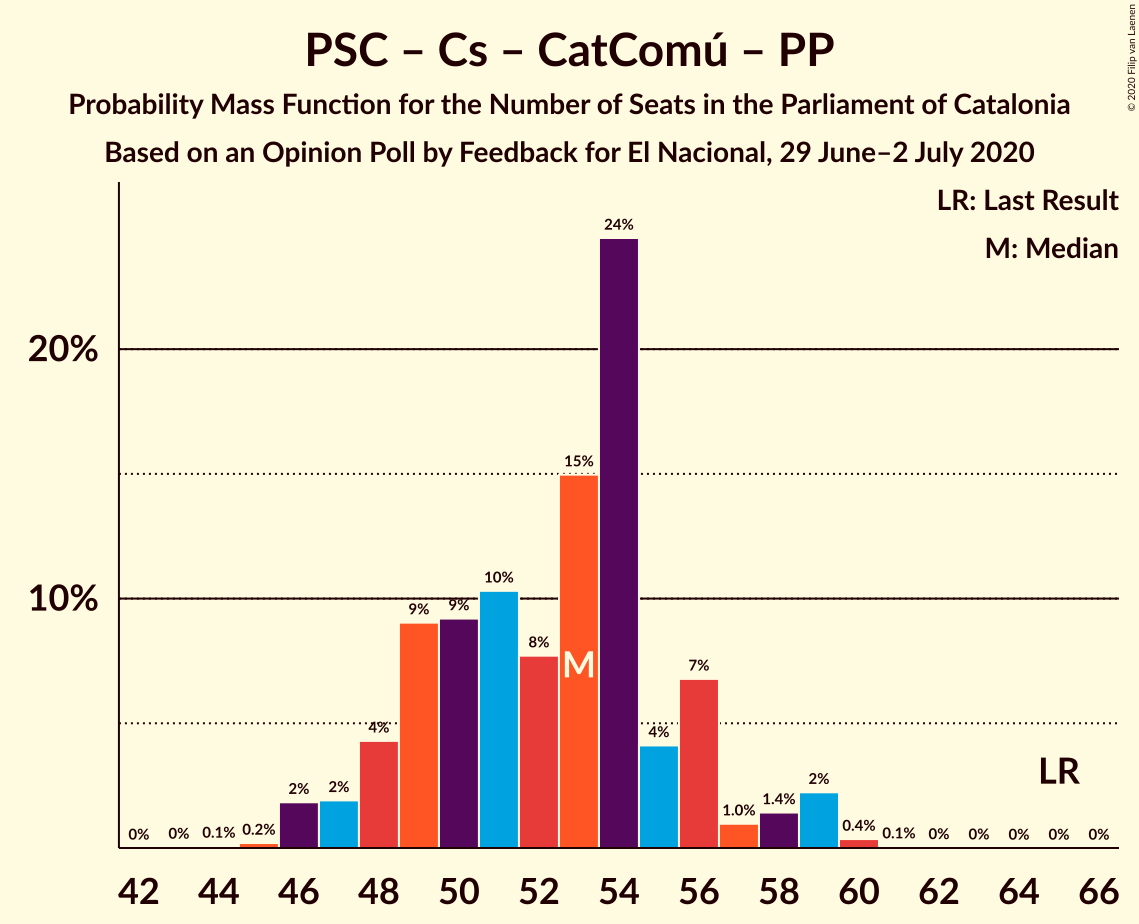 PSC – Cs – CatComú – PP
Probability Mass Function for the Number of Seats in the Parliament of Catalonia
Based on an Opinion Poll by Feedback for El Nacional, 29 June–2 July 2020
© 2020 Filip van Laenen
LR: Last Result
M: Median
24%
20%
15%
10%
10%
9% 9%
8%
M
7%
4% 4%
LR
2% 2% 2%
1.4%
1.0%
0% 0% 0.1% 0.2% 0.4% 0.1% 0% 0% 0% 0% 0%
42 44 46 48 50 52 54 56 58 60 62 64 66